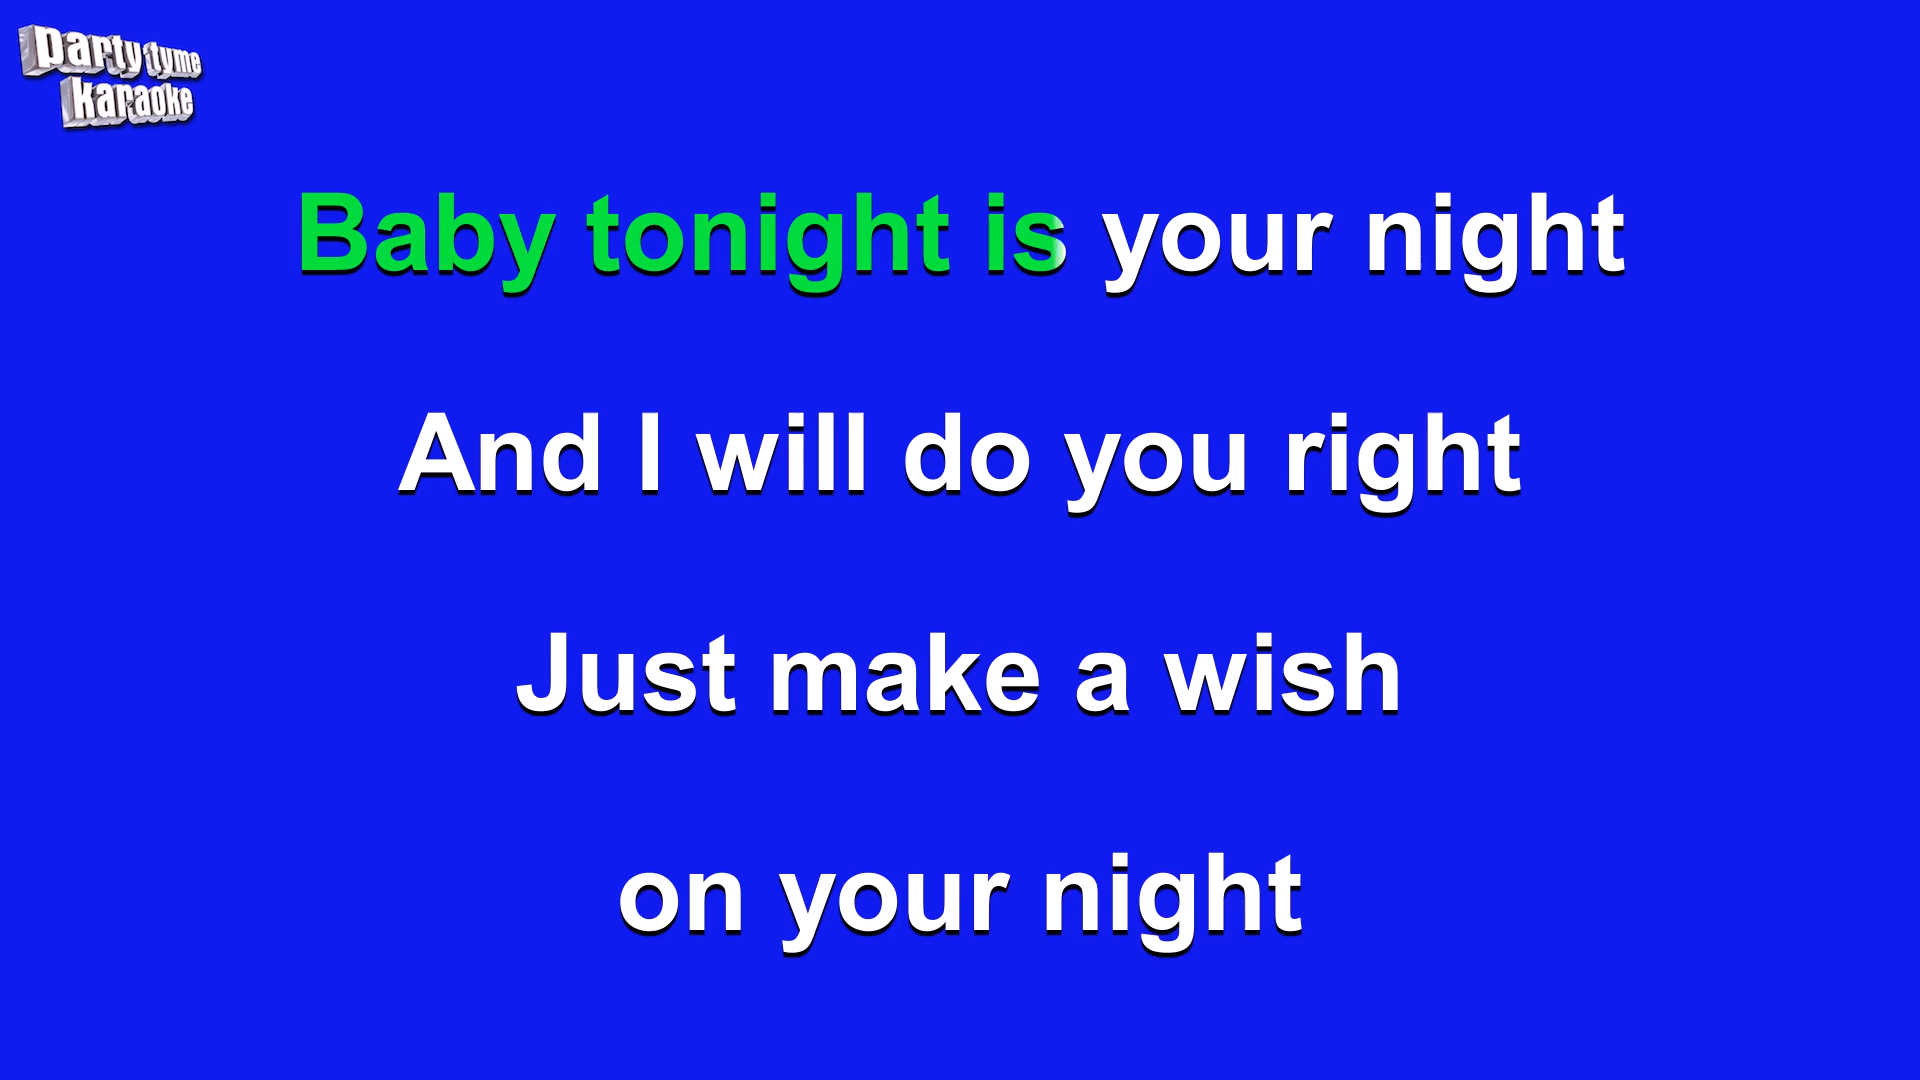 party tyme
karaoke
Baby tonight is your night
And I will do you right
Just make a wish
on your night